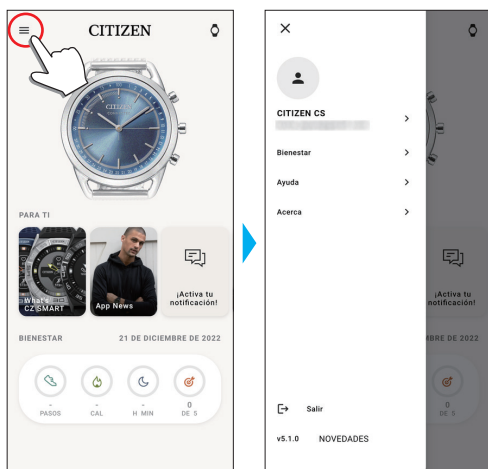 CITIZEN
CITIZEN
PARA TI
What's
CZ SMART
App News
¡Activa tu
notificación!
BIENESTAR
21 DE DICIEMBRE DE 2022
-
PASOS
-
CAL
- -
H MIN
0
DE 5
CITIZEN CS
Bienestar
Ayuda
Acerca
Salir
v5.1.0 NOVEDADES
¡Activa tu
notificación!
MBRE DE 2022
0
DE 5